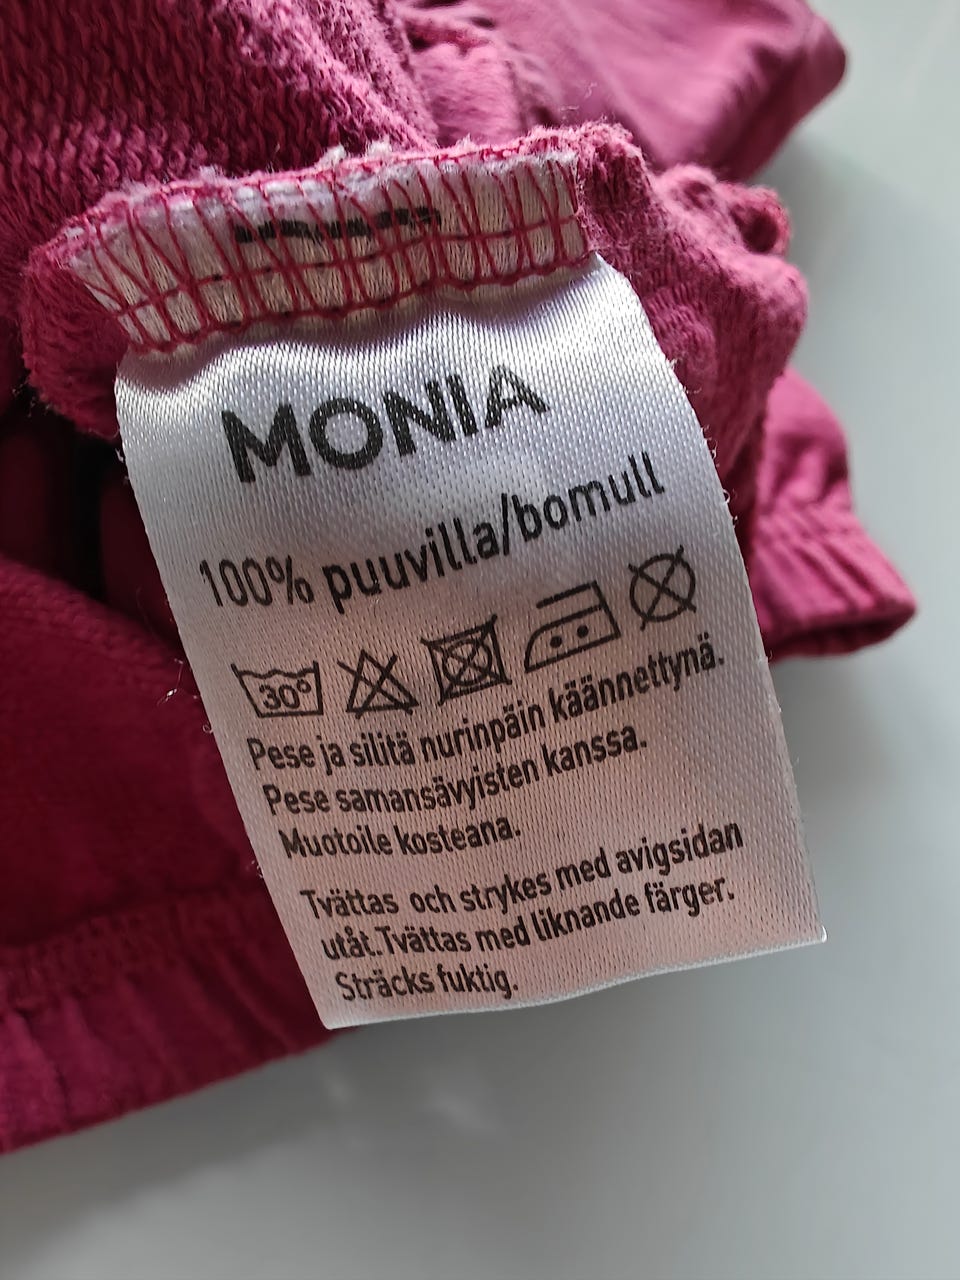 MONIA
100% puuvilla/bomull
30°
Pese ja silitä nurinpäin käännettynä.
Pese samansävyisten kanssa.
Muotoile kosteana.
Tvättas och strykes med avigsidan
utåt.Tvättas med liknande färger.
Sträcks fuktig.